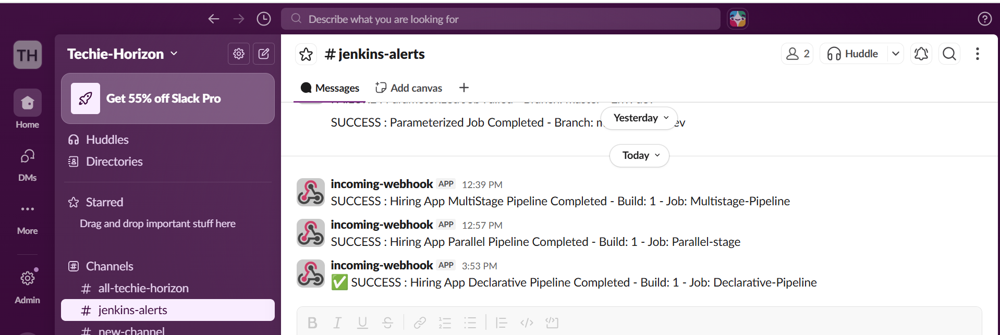 Describe what you are looking for
TH
Techie-Horizon
Get 55% off Slack Pro
Home
Huddles
Directories
DMs
Starred
Drag and drop important stuff here
More
Channels
all-techie-horizon
Admin
# jenkins-alerts
# new-channel
# jenkins-alerts
2
Huddle
Messages
Add canvas
SUCCESS : Parameterized Job Completed - Branch: ev
Yesterday
Today
incoming-webhook APP 12:39 PM
SUCCESS : Hiring App MultiStage Pipeline Completed - Build: 1 - Job: Multistage-Pipeline
incoming-webhook APP 12:57 PM
SUCCESS : Hiring App Parallel Pipeline Completed - Build: 1 - Job: Parallel-stage
incoming-webhook APP 3:53 PM
✅ SUCCESS : Hiring App Declarative Pipeline Completed - Build: 1 - Job: Declarative-Pipeline